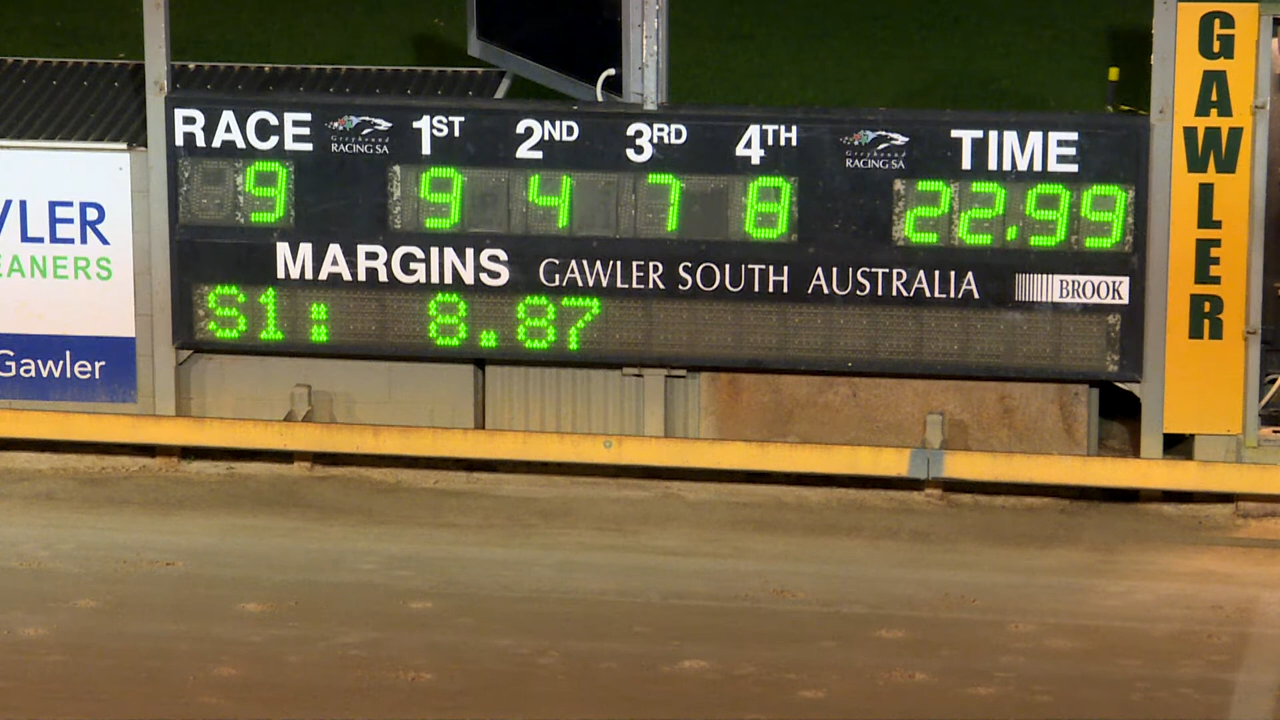 RACE Greyhound RACING SA 1ST 2ND 3RD 4TH Greyhound RACING SA TIME
9 9 4 7 8 22.99
MARGINS GAWLER SOUTH AUSTRALIA BROOK
S1: 8.87
WLER
EANERS
Gawler
GAWLER